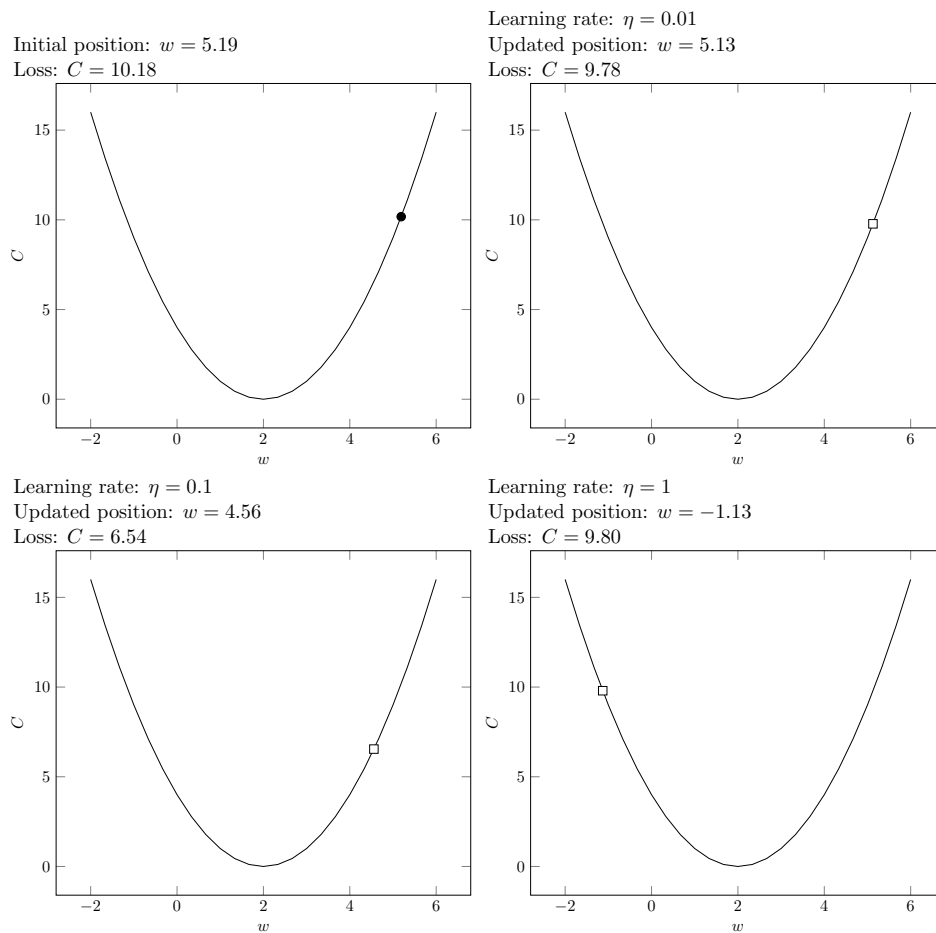 Initial position: w = 5.19
Loss: C = 10.18
15
10
5
0
C
−2 0 2 4 6
w
Learning rate: η = 0.01
Updated position: w = 5.13
Loss: C = 9.78
15
10
5
0
C
−2 0 2 4 6
w
Learning rate: η = 0.1
Updated position: w = 4.56
Loss: C = 6.54
15
10
5
0
C
−2 0 2 4 6
w
Learning rate: η = 1
Updated position: w = −1.13
Loss: C = 9.80
15
10
5
0
C
−2 0 2 4 6
w